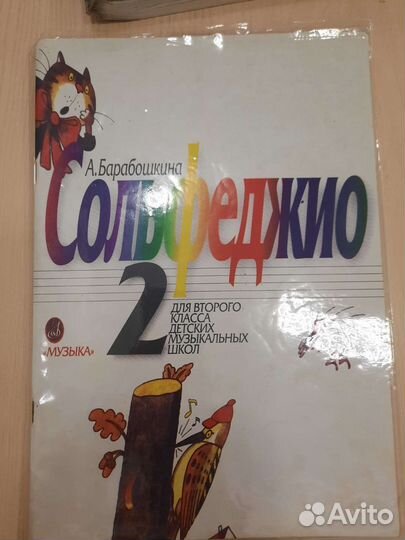 А.Барабошкина
Сольфеджио
2
ДЛЯ ВТОРОГО
КЛАССА
ДЕТСКИХ
МУЗЫКАЛЬНЫХ
ШКОЛ
«МУЗЫКА»
Avito